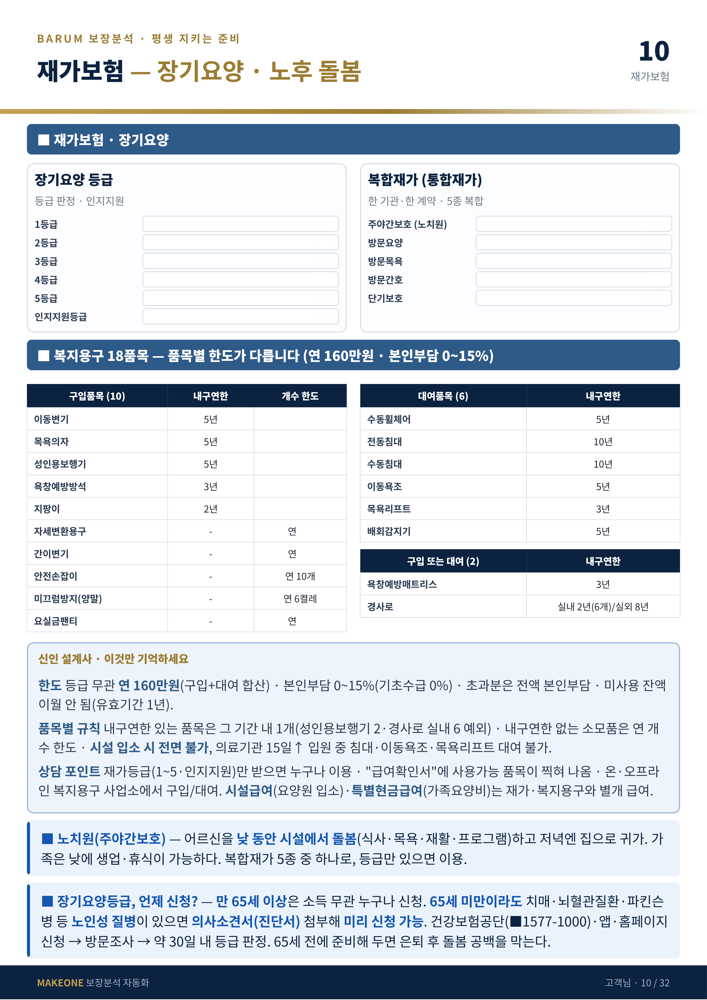 BARUM 보장분석 · 평생 지키는 준비
재가보험 — 장기요양 · 노후 돌봄
10
재가보험
■ 재가보험 · 장기요양
장기요양 등급
등급 판정 · 인지지원
1등급
2등급
3등급
4등급
5등급
인지지원등급
복합재가 (통합재가)
한 기관·한 계약 · 5종 복합
주야간보호 (노치원)
방문요양
방문목욕
방문간호
단기보호
■ 복지용구 18품목 — 품목별 한도가 다릅니다 (연 160만원 · 본인부담 0~15%)
구입품목 (10) 내구연한 개수 한도
이동변기 5년
목욕의자 5년
성인용보행기 5년
욕창예방방석 3년
지팡이 2년
자세변환용구 - 연
간이변기 - 연
안전손잡이 - 연 10개
미끄럼방지(양말) - 연 6켤레
요실금팬티 - 연
대여품목 (6) 내구연한
수동휠체어 5년
전동침대 10년
수동침대 10년
이동욕조 5년
목욕리프트 3년
배회감지기 5년
구입 또는 대여 (2) 내구연한
욕창예방매트리스 3년
경사로 실내 2년(6개)/실외 8년
신인 설계사 · 이것만 기억하세요
한도 등급 무관 연 160만원(구입+대여 합산) · 본인부담 0~15%(기초수급 0%) · 초과분은 전액 본인부담 · 미사용 잔액
이월 안 됨(유효기간 1년).
품목별 규칙 내구연한 있는 품목은 그 기간 내 1개(성인용보행기 2·경사로 실내 6 예외) · 내구연한 없는 소모품은 연 개
수 한도 · 시설 입소 시 전면 불가, 의료기관 15일↑ 입원 중 침대·이동욕조·목욕리프트 대여 불가.
상담 포인트 재가등급(1~5·인지지원)만 받으면 누구나 이용 · "급여확인서"에 사용가능 품목이 찍혀 나옴 · 온·오프라
인 복지용구 사업소에서 구입/대여. 시설급여(요양원 입소)·특별현금급여(가족요양비)는 재가·복지용구와 별개 급여.
■ 노치원(주야간보호) — 어르신을 낮 동안 시설에서 돌봄(식사·목욕·재활·프로그램)하고 저녁엔 집으로 귀가. 가
족은 낮에 생업·휴식이 가능하다. 복합재가 5종 중 하나로, 등급만 있으면 이용.
■ 장기요양등급, 언제 신청? — 만 65세 이상은 소득 무관 누구나 신청. 65세 미만이라도 치매·뇌혈관질환·파킨슨
병 등 노인성 질병이 있으면 의사소견서(진단서) 첨부해 미리 신청 가능. 건강보험공단(■1577-1000)·앱·홈페이지
신청 → 방문조사 → 약 30일 내 등급 판정. 65세 전에 준비해 두면 은퇴 후 돌봄 공백을 막는다.
MAKEONE 보장분석 자동화
고객님 · 10 / 32